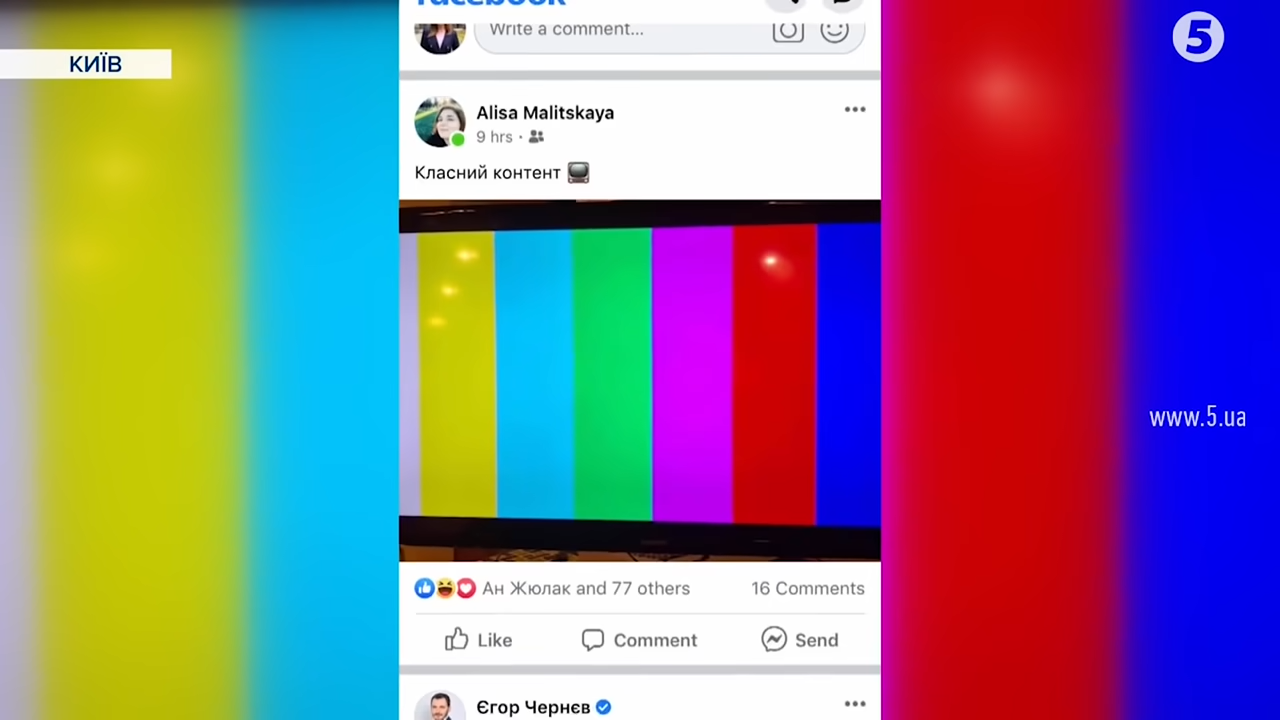 facebook
Write a comment...
КИЇВ
5
Alisa Malitskaya
9 hrs ·
Класний контент
www.5.ua
Ан Жюлак and 77 others
16 Comments
Like
Comment
Send
Єгор Чернєв